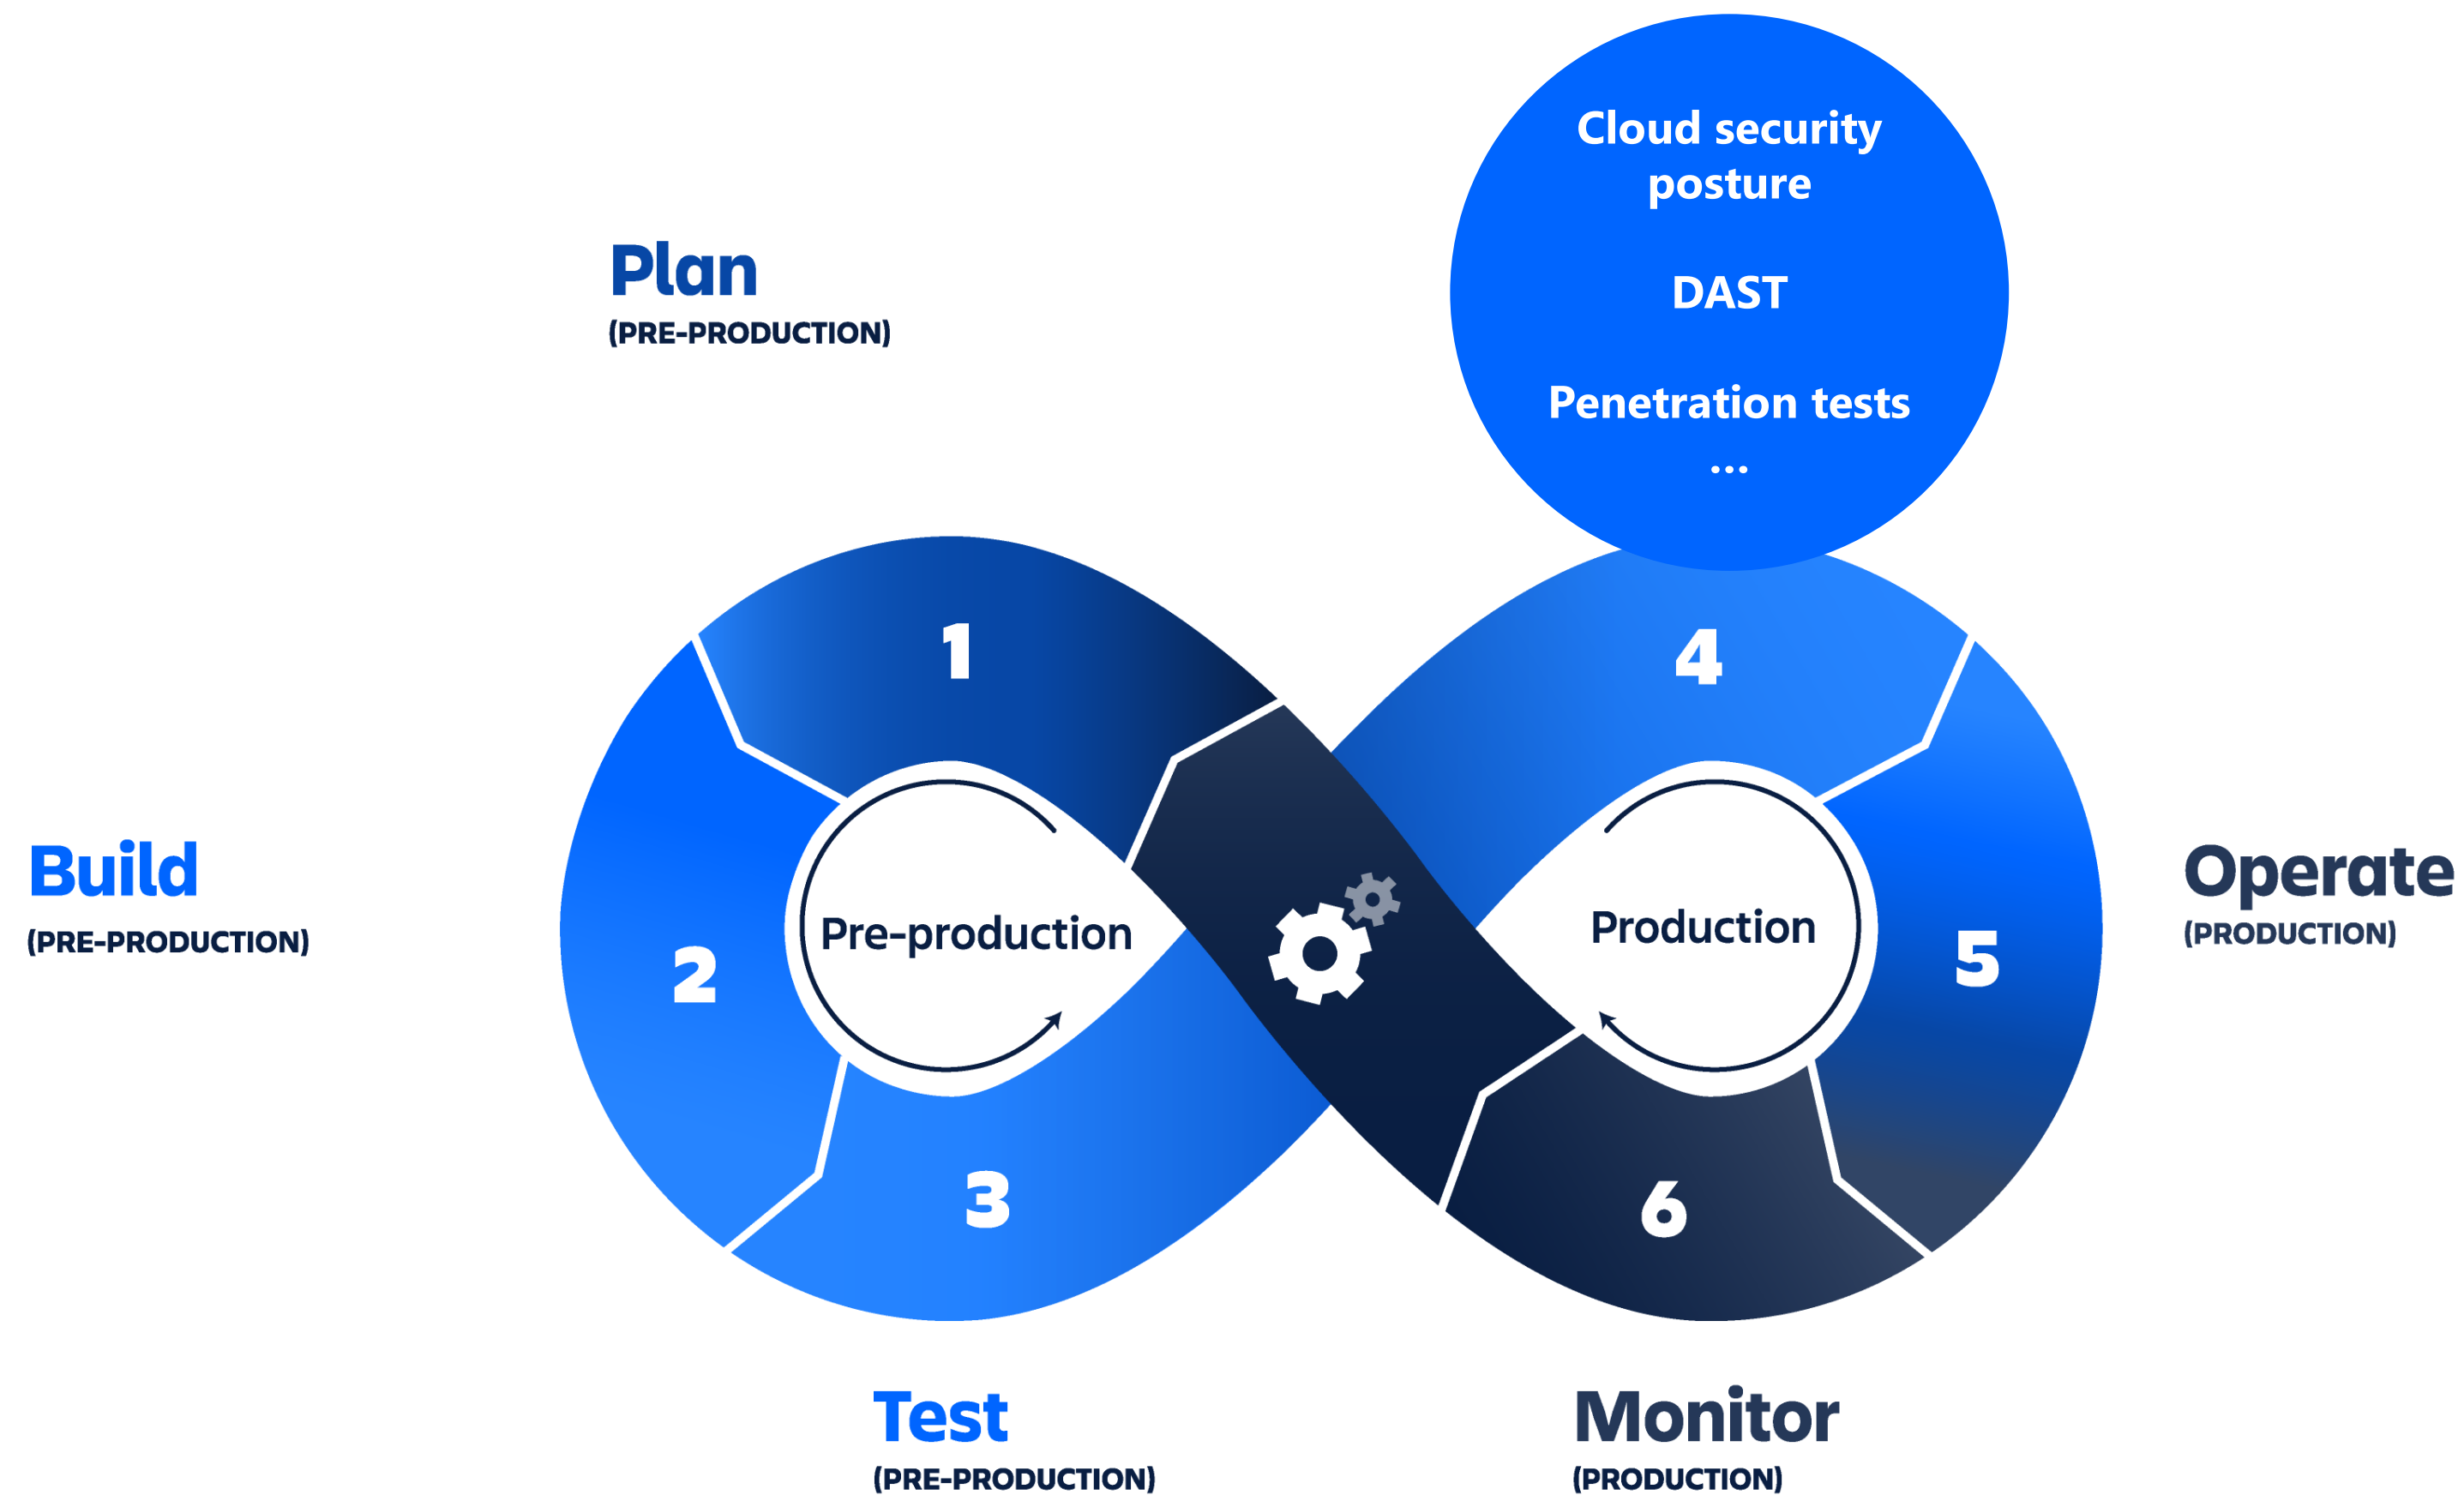 Cloud security
posture
DAST
Penetration tests
...
Plan
(PRE-PRODUCTION)
1
4
Build
(PRE-PRODUCTION)
2
Pre-production
Production
5
Operate
(PRODUCTION)
3
6
Test
(PRE-PRODUCTION)
Monitor
(PRODUCTION)